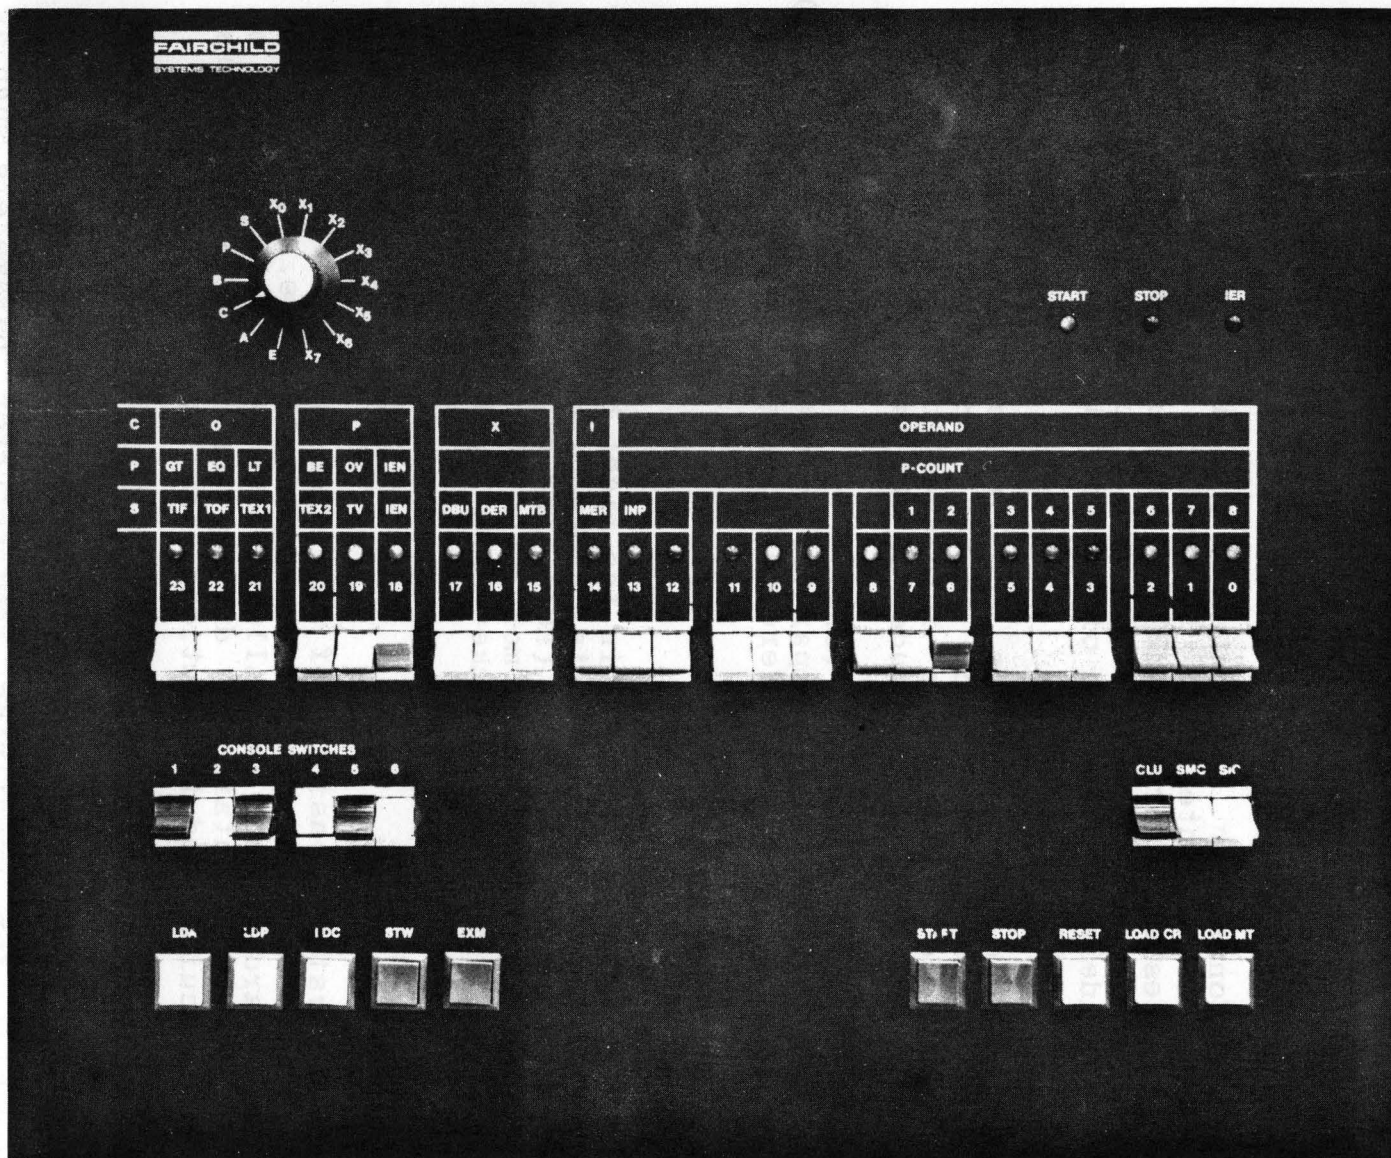 FAIRCHILD
SYSTEMS TECHNOLOGY
X0 X1
S X2
P X3
B X4
C X5
A X6
E X7
START STOP IER
C O P X I OPERAND
P GT EQ LT BE OV IEN P-COUNT
S TIF TOF TEX1 TEX2 TV IEN DBU DER MTB MER INP 1 2 3 4 5 6 7 8
23 22 21 20 19 18 17 16 15 14 13 12 11 10 9 8 7 6 5 4 3 2 1 0
CONSOLE SWITCHES
1 2 3 4 5 6
CLU SMC
LDA LDP LDC STW EXM
START STOP RESET LOAD CR LOAD MT